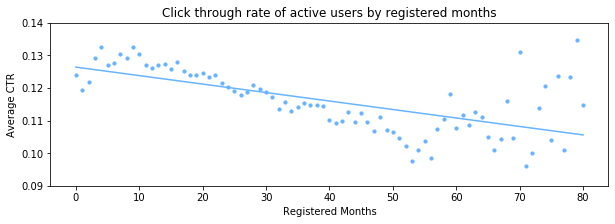 Click through rate of active users by registered months
0.14
0.13
0.12
0.11
0.10
0.09
Average CTR
0 10 20 30 40 50 60 70 80
Registered Months